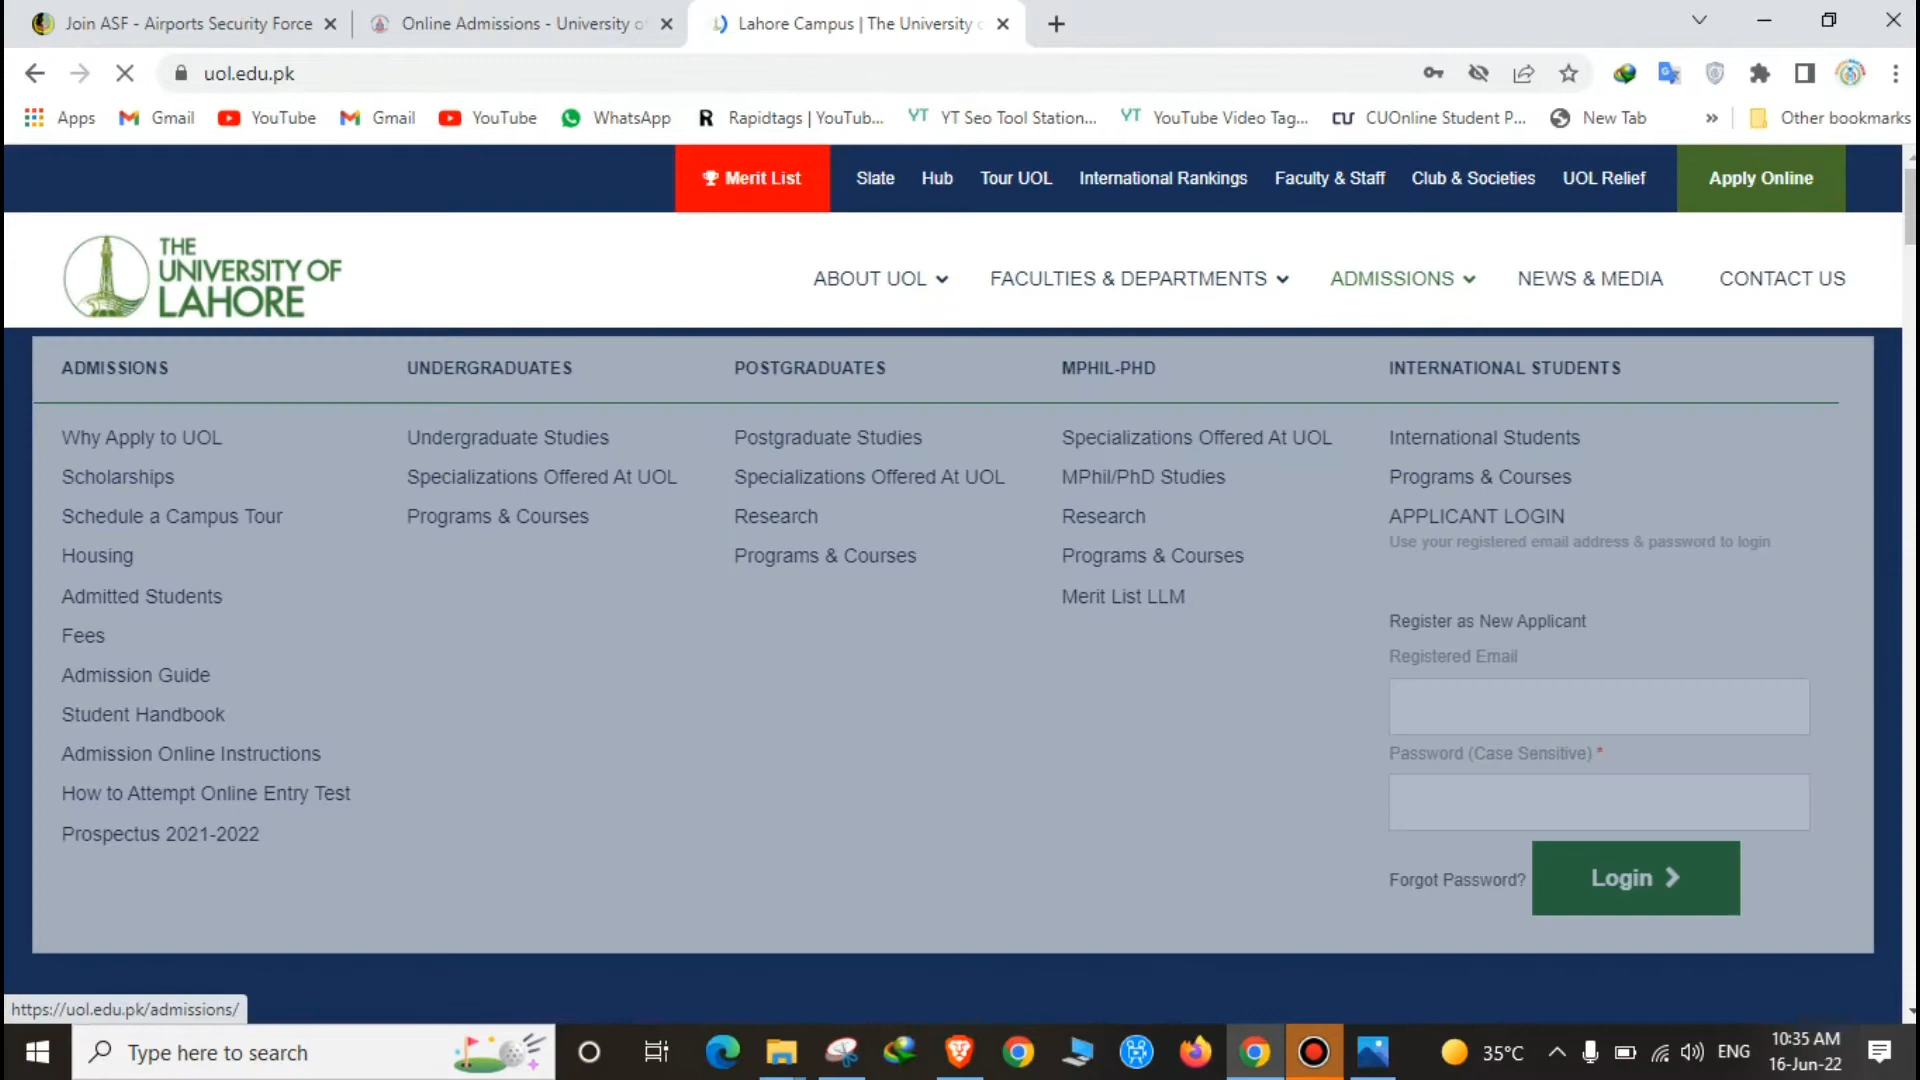 Join ASF - Airports Security Force
Online Admissions - University of
Lahore Campus | The University o
uol.edu.pk
Apps
Gmail
YouTube
Gmail
YouTube
WhatsApp
R Rapidtags | YouTub...
YT YT Seo Tool Station...
YT YouTube Video Tag...
CU CUOnline Student P...
New Tab
»
Other bookmarks
Merit List
Slate
Hub
Tour UOL
International Rankings
Faculty & Staff
Club & Societies
UOL Relief
Apply Online
THE
UNIVERSITY OF
LAHORE
ABOUT UOL
FACULTIES & DEPARTMENTS
ADMISSIONS
NEWS & MEDIA
CONTACT US
ADMISSIONS
Why Apply to UOL
Scholarships
Schedule a Campus Tour
Housing
Admitted Students
Fees
Admission Guide
Student Handbook
Admission Online Instructions
How to Attempt Online Entry Test
Prospectus 2021-2022
UNDERGRADUATES
Undergraduate Studies
Specializations Offered At UOL
Programs & Courses
POSTGRADUATES
Postgraduate Studies
Specializations Offered At UOL
Research
Programs & Courses
MPHIL-PHD
Specializations Offered At UOL
MPhil/PhD Studies
Research
Programs & Courses
Merit List LLM
INTERNATIONAL STUDENTS
International Students
Programs & Courses
APPLICANT LOGIN
Use your registered email address & password to login
Register as New Applicant
Registered Email
Password (Case Sensitive) *
Forgot Password?
Login
https://uol.edu.pk/admissions/
Type here to search
35°C
ENG
10:35 AM
16-Jun-22